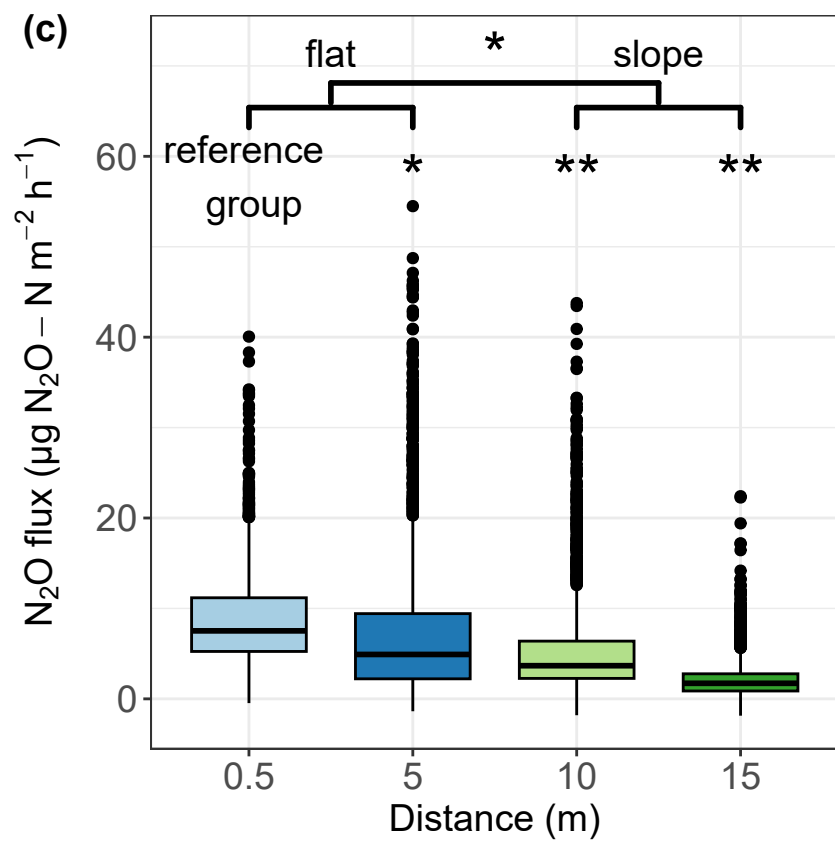 (c)
flat * slope
reference * ** **
group
60
40
20
0
N₂O flux (µg N₂O − N m⁻² h⁻¹)
0.5 5 10 15
Distance (m)